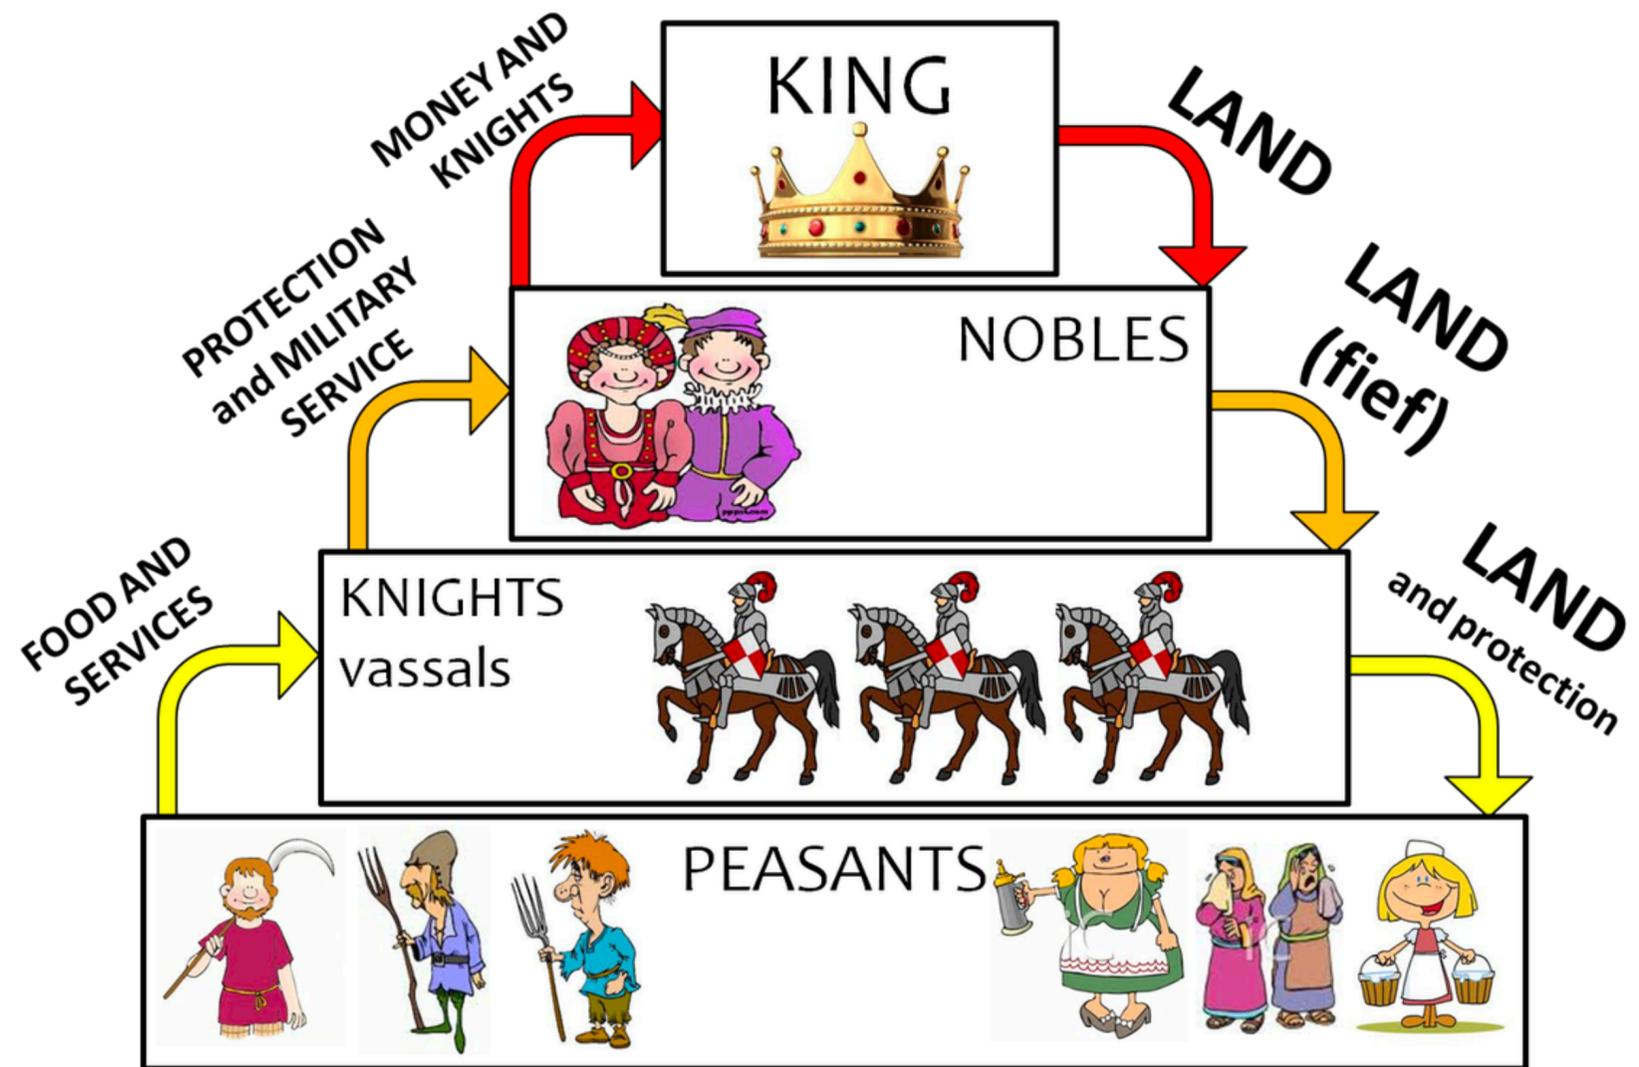 MONEY AND
KNIGHTS
KING
LAND
PROTECTION
and MILITARY
SERVICE
NOBLES
LAND
(fief)
FOOD AND
SERVICES
KNIGHTS
vassals
LAND
and protection
PEASANTS